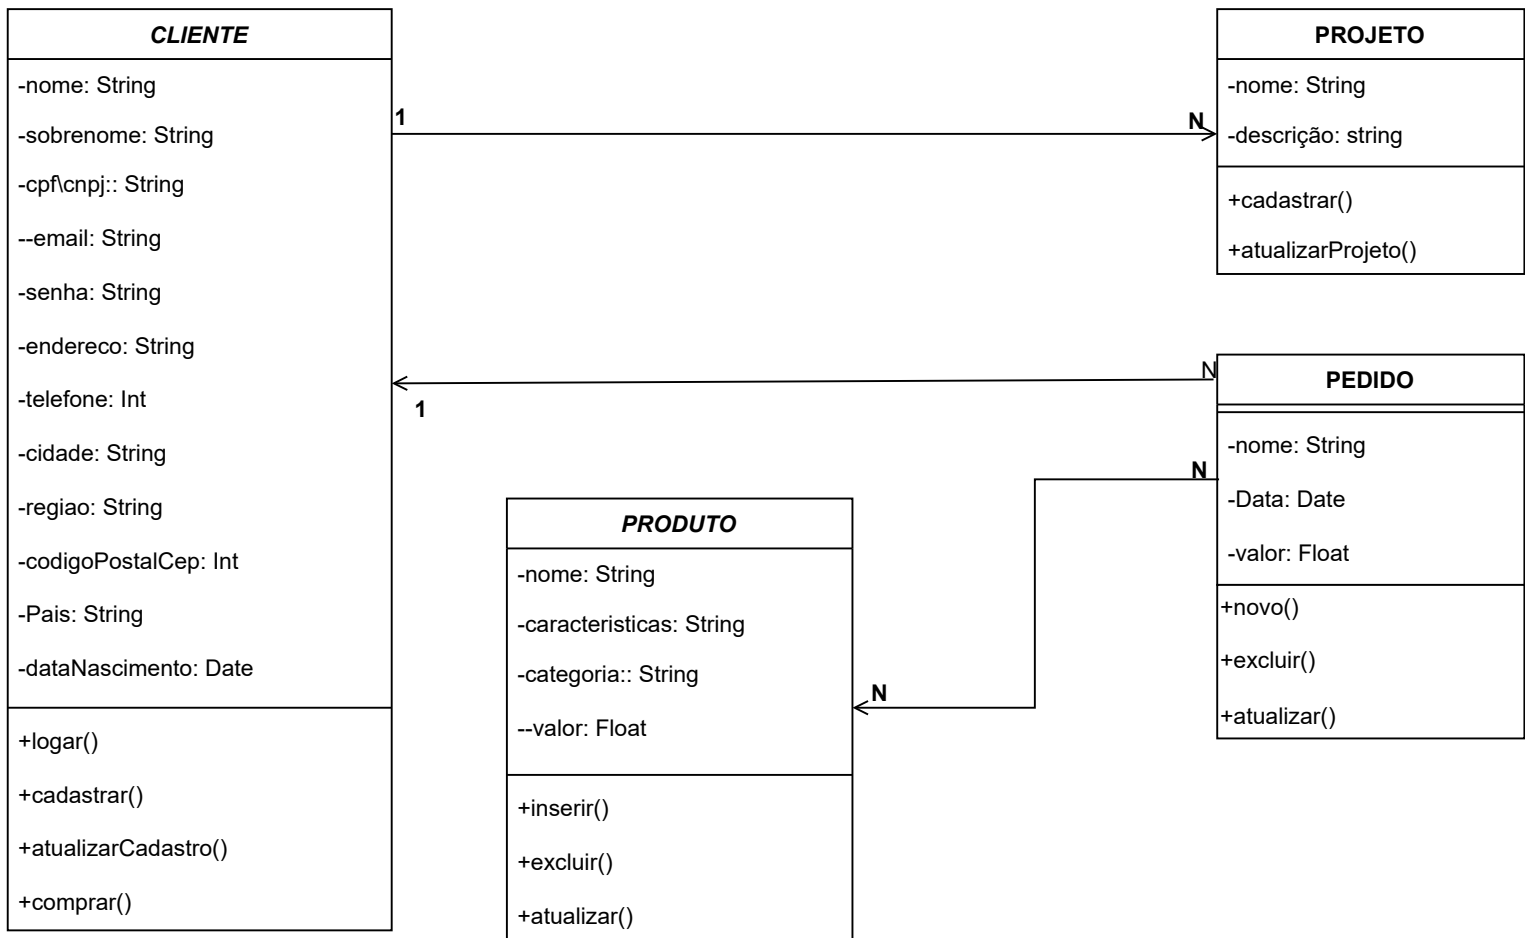 CLIENTE
-nome: String
-sobrenome: String
-cpf\cnpj:: String
--email: String
-senha: String
-endereco: String
-telefone: Int
-cidade: String
-regiao: String
-codigoPostalCep: Int
-Pais: String
-dataNascimento: Date
+logar()
+cadastrar()
+atualizarCadastro()
+comprar()
1
N
PROJETO
-nome: String
-descrição: string
+cadastrar()
+atualizarProjeto()
1
N
PEDIDO
-nome: String
-Data: Date
-valor: Float
+novo()
+excluir()
+atualizar()
N
N
PRODUTO
-nome: String
-caracteristicas: String
-categoria:: String
--valor: Float
+inserir()
+excluir()
+atualizar()